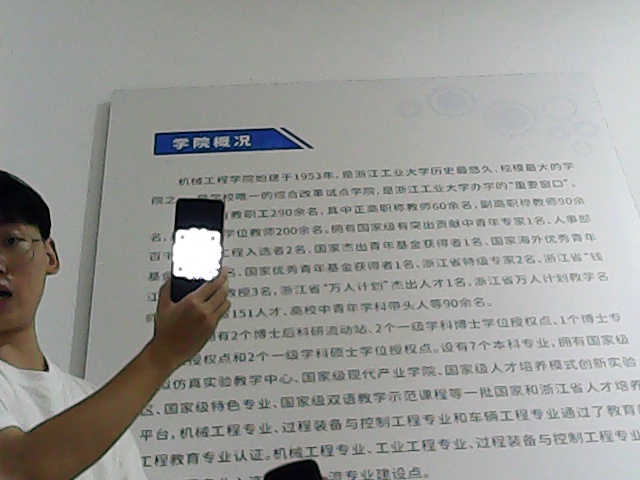 学院概况
机械工程学院始建于1953年，是浙江工业大学历史最悠久、校模最大的学
院之 是学校唯一的综合改革试点学院，是浙江工业大学办学的“重要窗口”。
教职工290余名，其中正高职称教师60余名，副高职称教师90余
名， 学位教师200余名。拥有国家级有突出贡献中青年专家1名、人事部
百千 工程入选者2名、国家杰出青年基金获得者1名、国家海外优秀青年
基金 、国家优秀青年基金获得者1名、浙江省特级专家2名、浙江省“钱
江 教授3名，浙江省“万人计划”杰出人才1名，浙江省万人计划教学名
师 151人才、高校中青年学科带头人等90余名。
有2个博士后科研流动站、2个一级学科博士学位授权点、1个博士专
授权点和2个一级学科硕士学位授权点。设有7个本科专业，拥有国家级
仿真实验教学中心、国家级现代产业学院、国家级人才培养模式创新实验
区、国家级特色专业、国家级双语教学示范课程等一批国家和浙江省人才培养
平台，机械工程专业、过程装备与控制工程专业和车辆工程专业通过了教育
工程教育专业认证。机械工程专业、工业工程专业、过程装备与控制工程专业
流专业建设点。